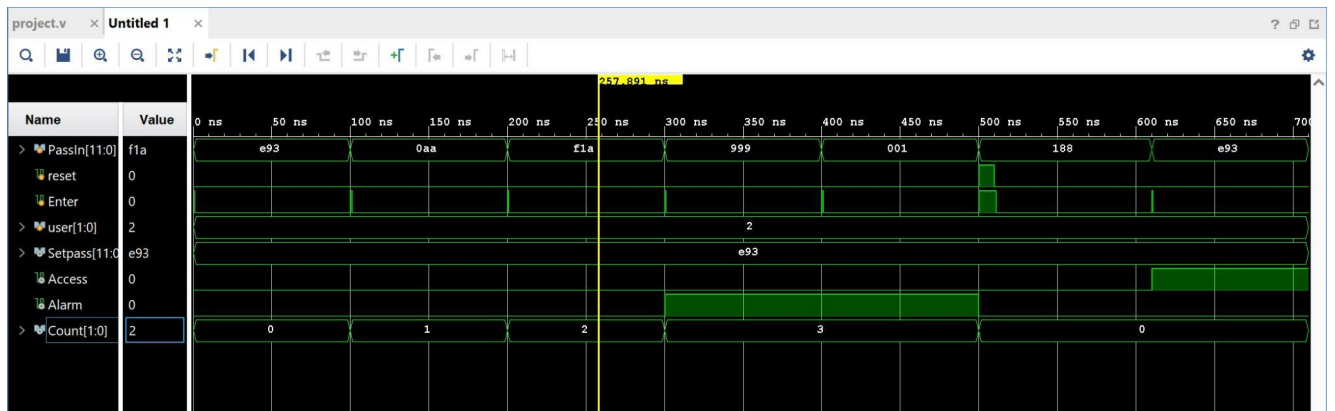 project.v × Untitled 1 ×
?
257.891 ns
Name Value
0 ns 50 ns 100 ns 150 ns 200 ns 250 ns 300 ns 350 ns 400 ns 450 ns 500 ns 550 ns 600 ns 650 ns 700
> PassIn[11:0] f1a e93 0aa f1a 999 001 188 e93
reset 0
Enter 0
> user[1:0] 2 2
> Setpass[11:0 e93 e93
Access 0
Alarm 0
> Count[1:0] 2 0 1 2 3 0